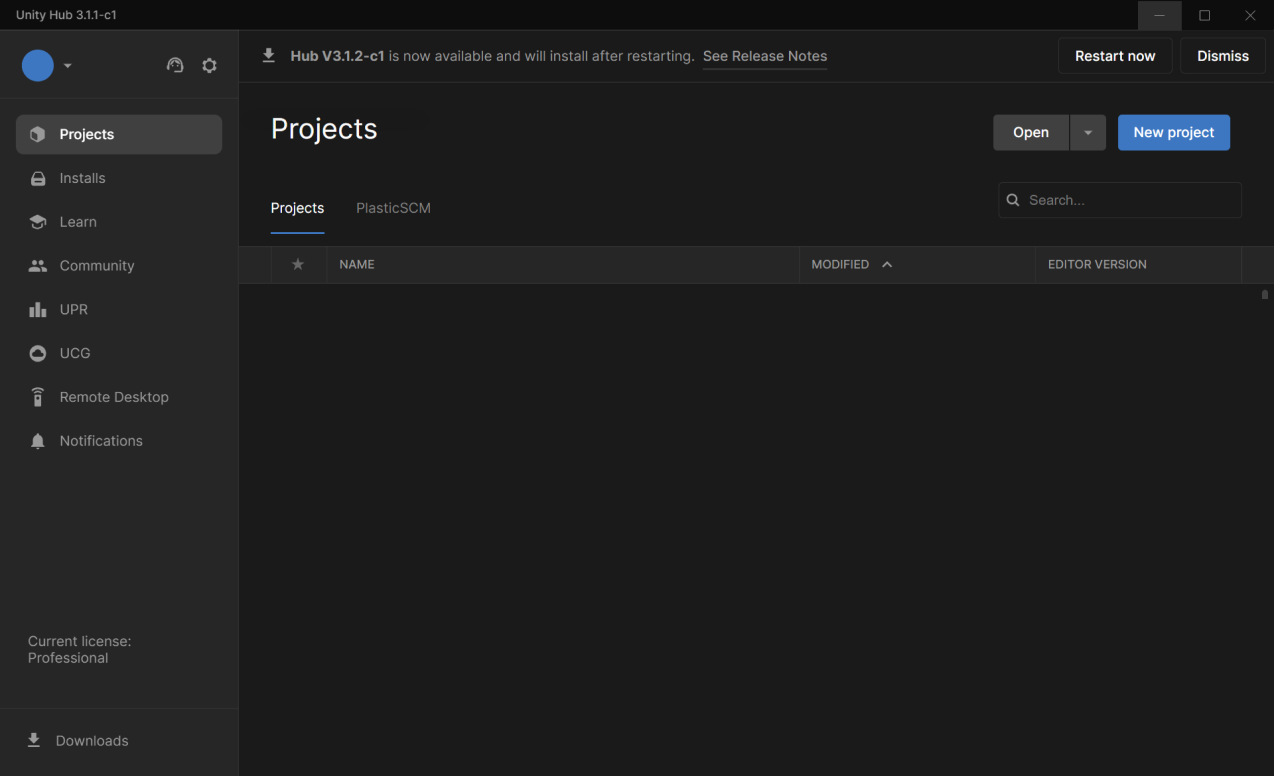 Unity Hub 3.1.1-c1
Hub V3.1.2-c1 is now available and will install after restarting. See Release Notes
Restart now
Dismiss
Projects
Installs
Learn
Community
UPR
UCG
Remote Desktop
Notifications
Current license:
Professional
Downloads
Projects
Open
New project
Projects
PlasticSCM
Search...
NAME
MODIFIED
EDITOR VERSION